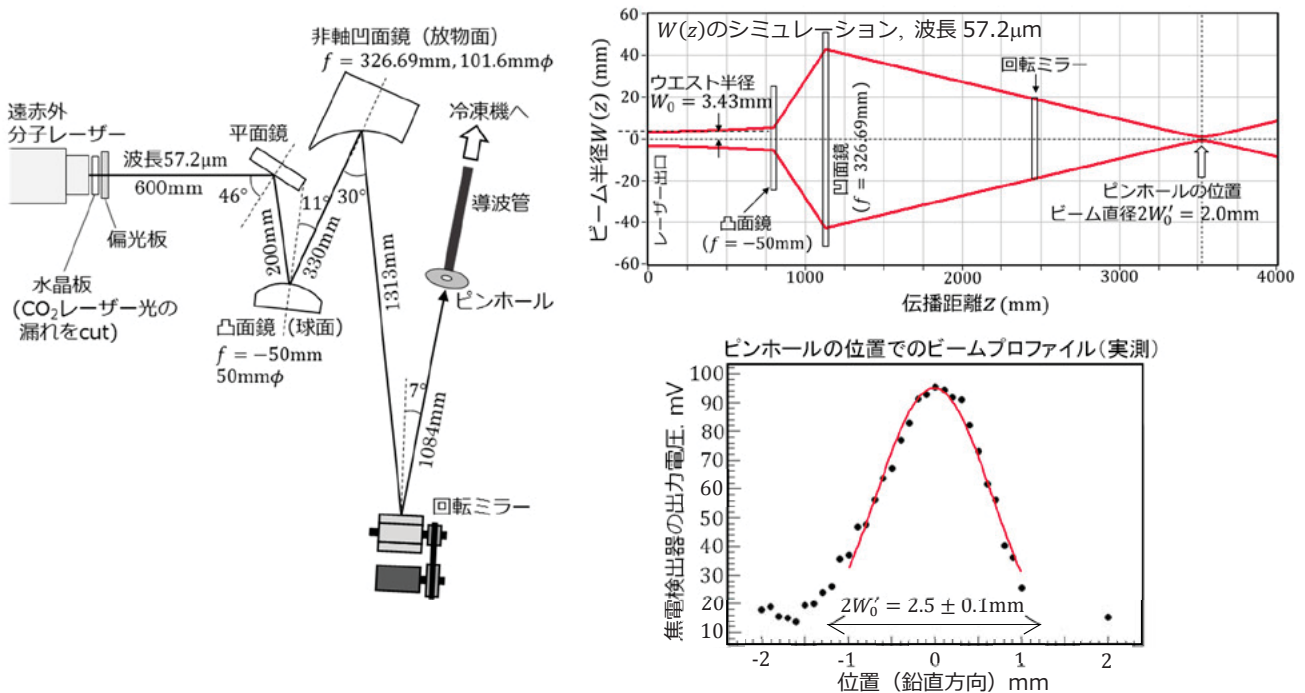 非軸凹面鏡（放物面）
f = 326.69mm, 101.6mmϕ
冷凍機へ
遠赤外
分子レーザー
平面鏡
波長57.2μm
600mm
46°
11°
30°
導波管
200mm
330mm
1313mm
偏光板
ピンホール
水晶板
(CO₂レーザー光の
漏れをcut)
凸面鏡（球面）
f = −50mm
50mmϕ
7°
1084mm
回転ミラー
W(z)のシミュレーション, 波長 57.2μm
ビーム半径W(z) (mm)
60
40
20
0
-20
-40
-60
ウエスト半径
W₀ = 3.43mm
回転ミラー
レーザー出口
凸面鏡
(f = −50mm)
凹面鏡
(f = 326.69mm)
ピンホールの位置
ビーム直径2W₀′ = 2.0mm
0 1000 2000 3000 4000
伝播距離z (mm)
ピンホールの位置でのビームプロファイル（実測）
焦電検出器の出力電圧, mV
100
90
80
70
60
50
40
30
20
10
2W₀′ = 2.5 ± 0.1mm
-2 -1 0 1 2
位置（鉛直方向）mm